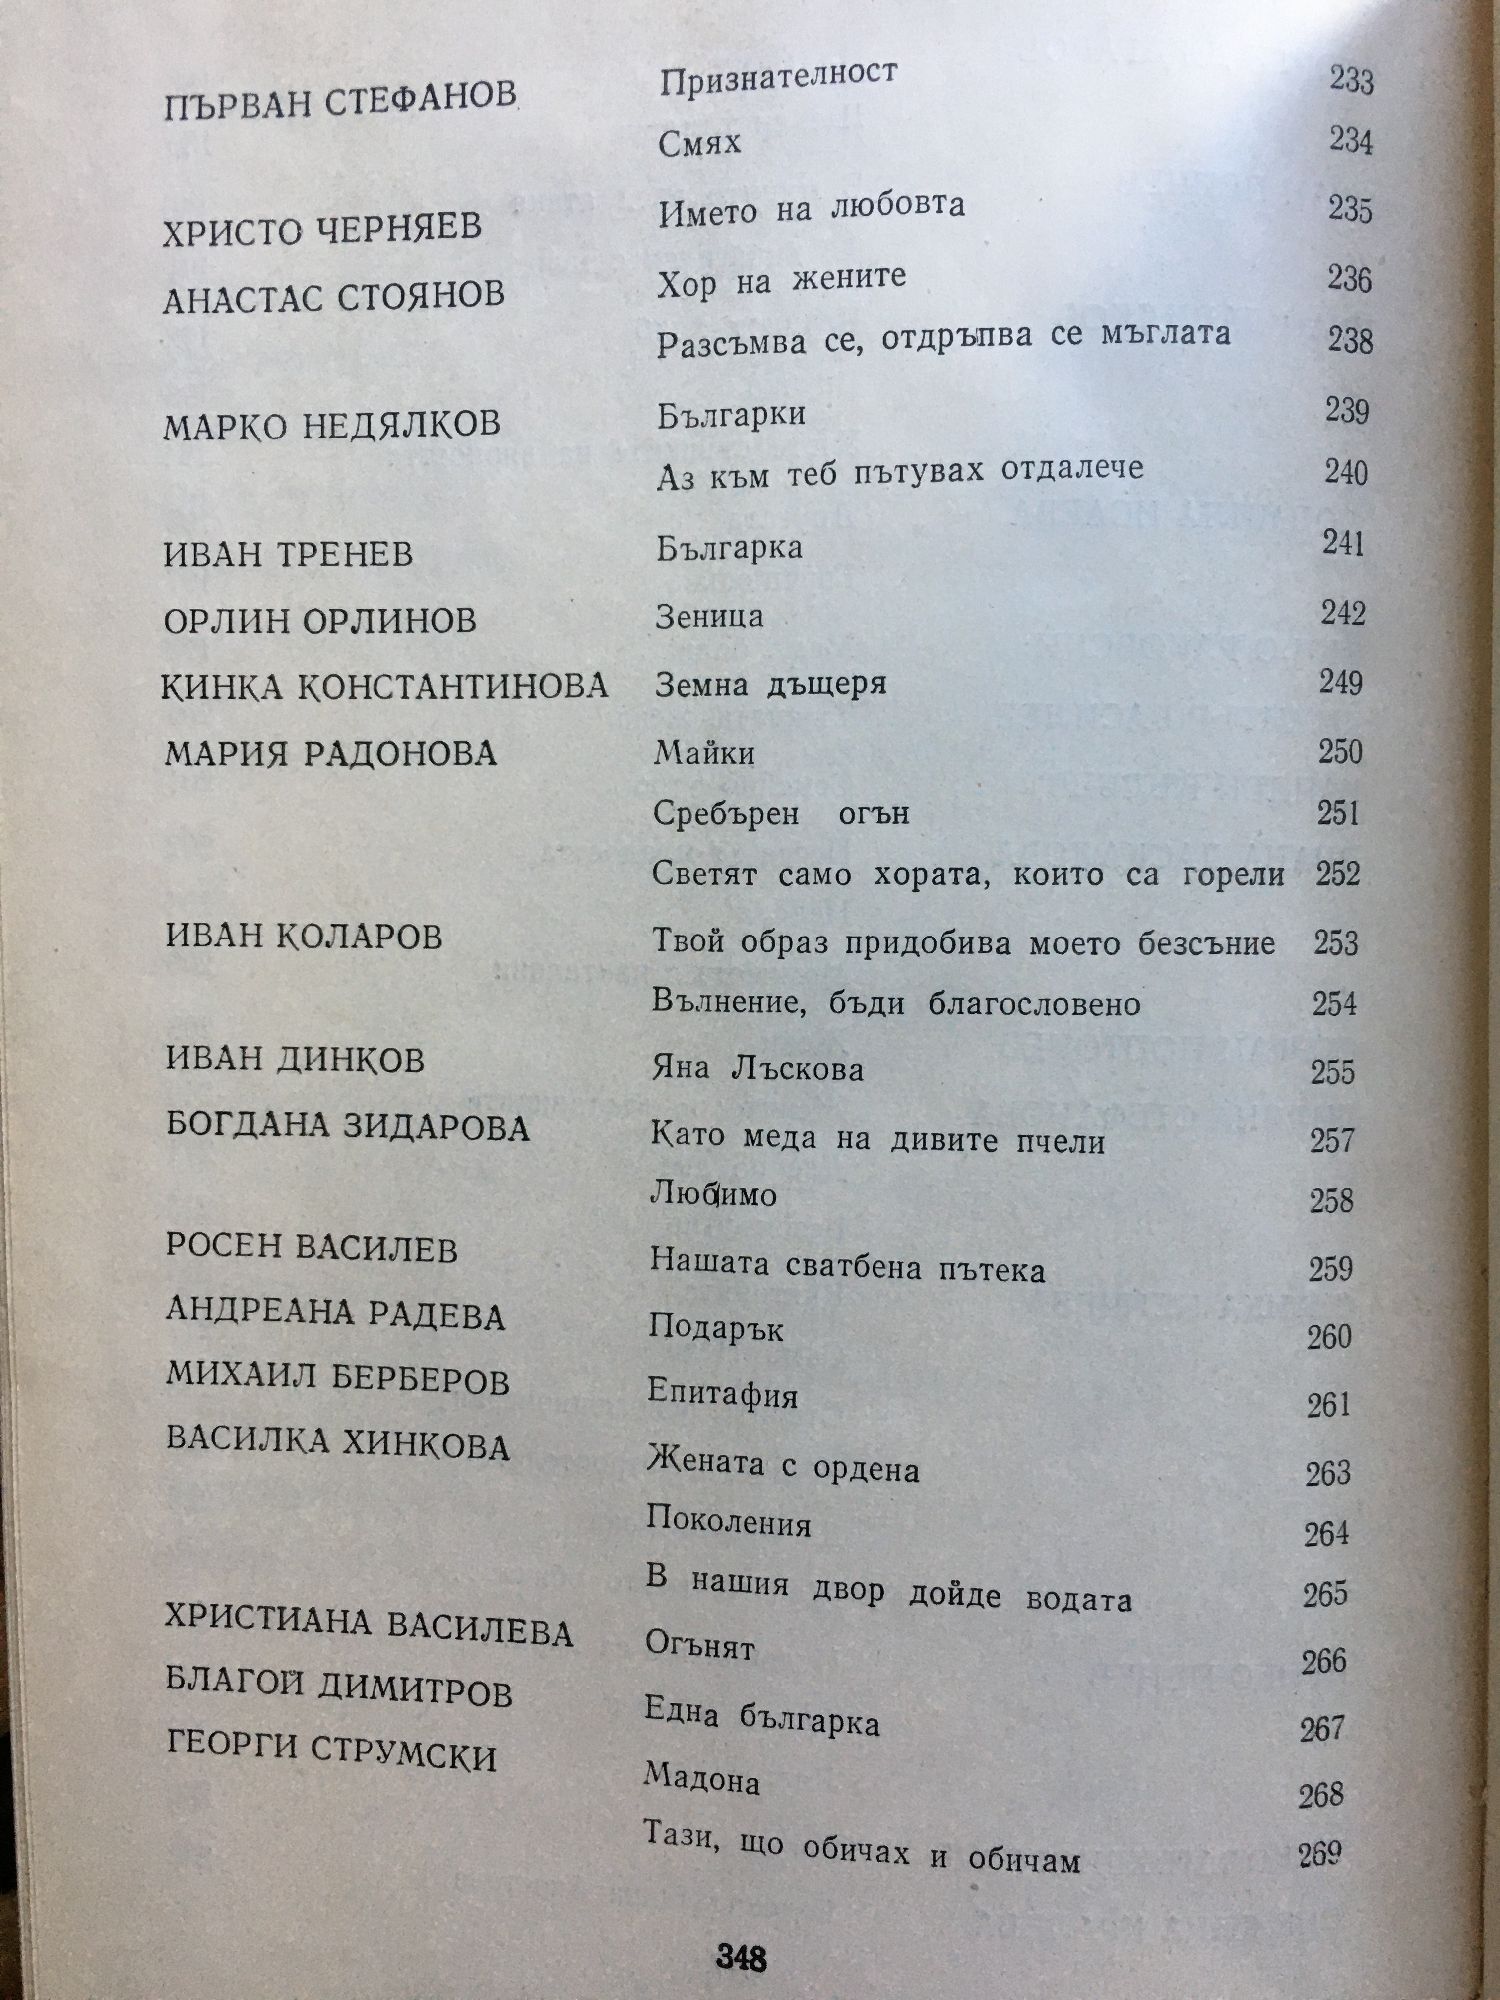 ПЪРВАН СТЕФАНОВ Признателност 233
Смях 234
ХРИСТО ЧЕРНЯЕВ Името на любовта 235
АНАСТАС СТОЯНОВ Хор на жените 236
Разсъмва се, отдръпва се мъглата 238
МАРКО НЕДЯЛКОВ Българки 239
Аз към теб пътувах отдалече 240
ИВАН ТРЕНЕВ Българка 241
ОРЛИН ОРЛИНОВ Зеница 242
КИНКА КОНСТАНТИНОВА Земна дъщеря 249
МАРИЯ РАДОНОВА Майки 250
Сребърен огън 251
Светят само хората, които са горели 252
ИВАН КОЛАРОВ Твой образ придобива моето безсъние 253
Вълнение, бъди благословено 254
ИВАН ДИНКОВ Яна Лъскова 255
БОГДАНА ЗИДАРОВА Като меда на дивите пчели 257
Любимо 258
РОСЕН ВАСИЛЕВ Нашата сватбена пътека 259
АНДРЕАНА РАДЕВА Подарък 260
МИХАИЛ БЕРБЕРОВ Епитафия 261
ВАСИЛКА ХИНКОВА Жената с ордена 263
Поколения 264
В нашия двор дойде водата 265
ХРИСТИАНА ВАСИЛЕВА Огънят 266
БЛАГОЙ ДИМИТРОВ Една българка 267
ГЕОРГИ СТРУМСКИ Мадона 268
Тази, що обичах и обичам 269
348